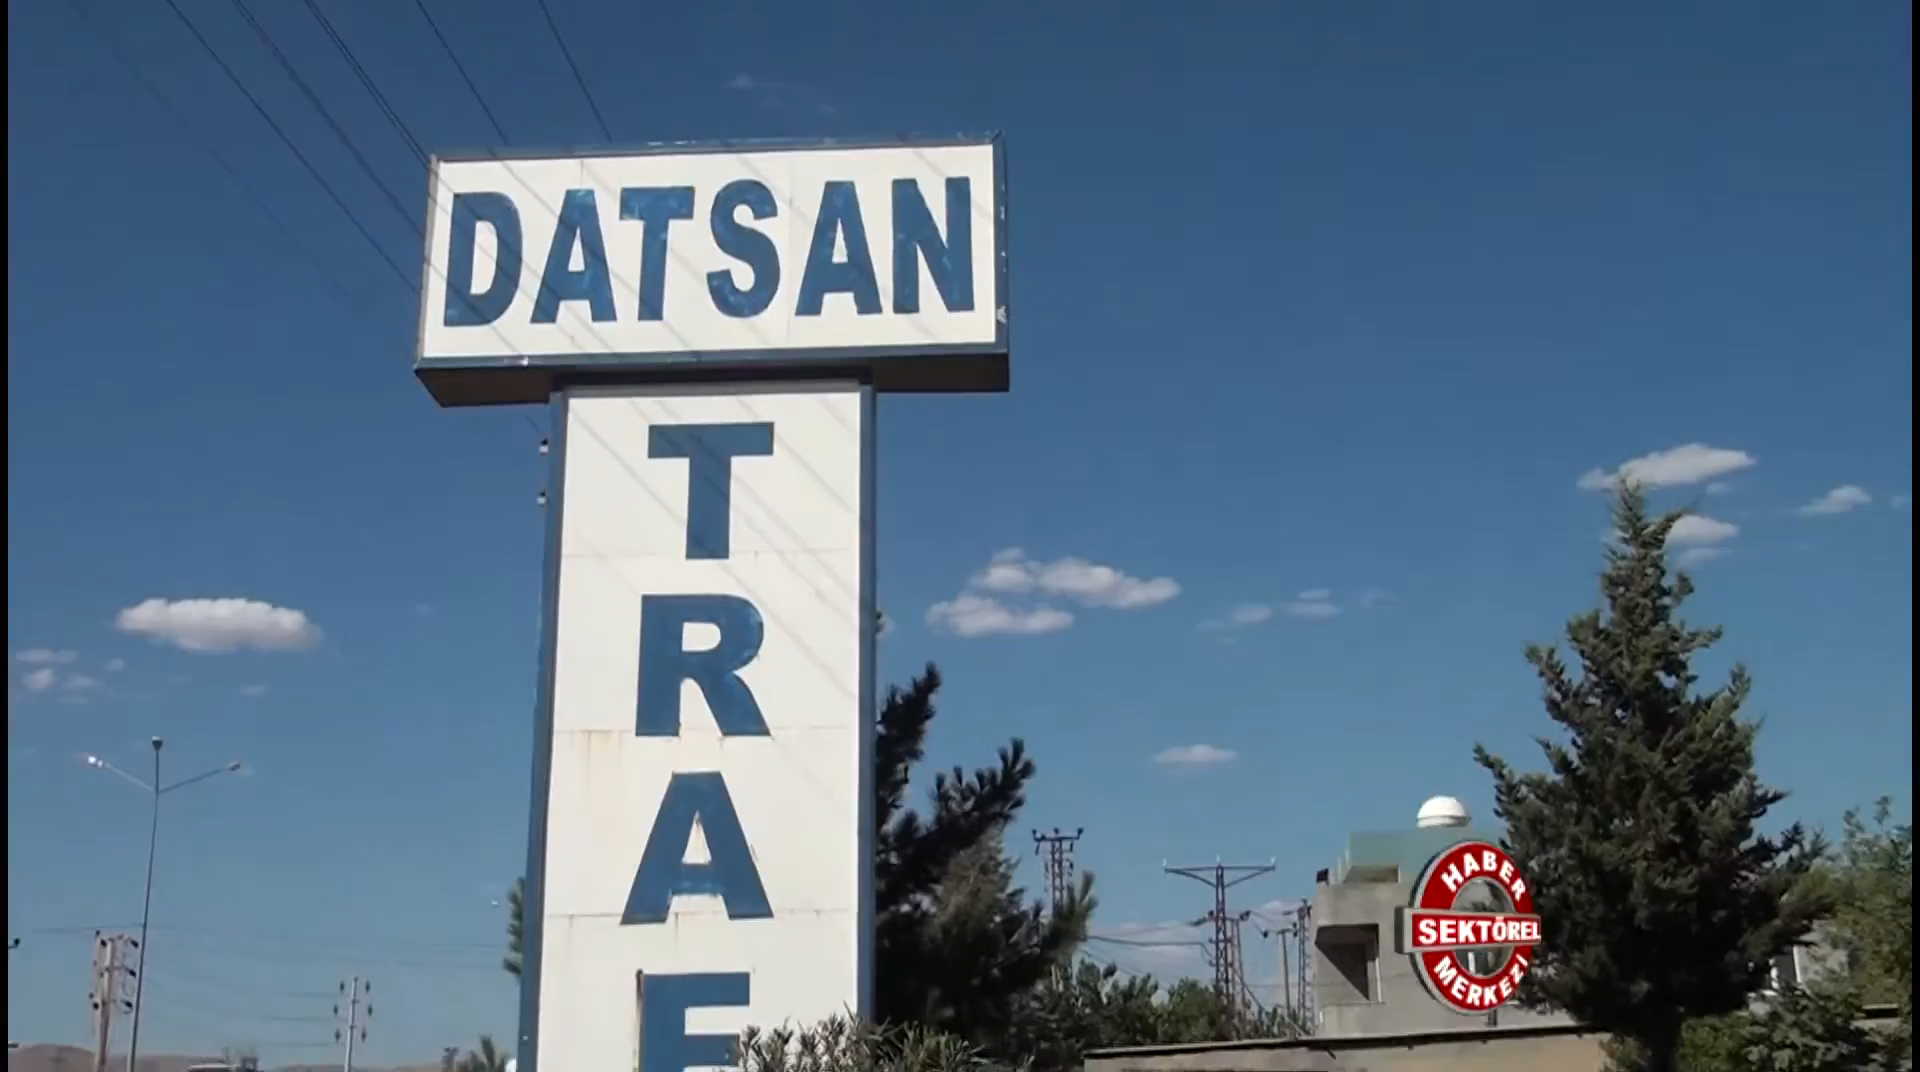 DATSAN
T
R
A
F
HABER
SEKTÖREL
MERKEZİ